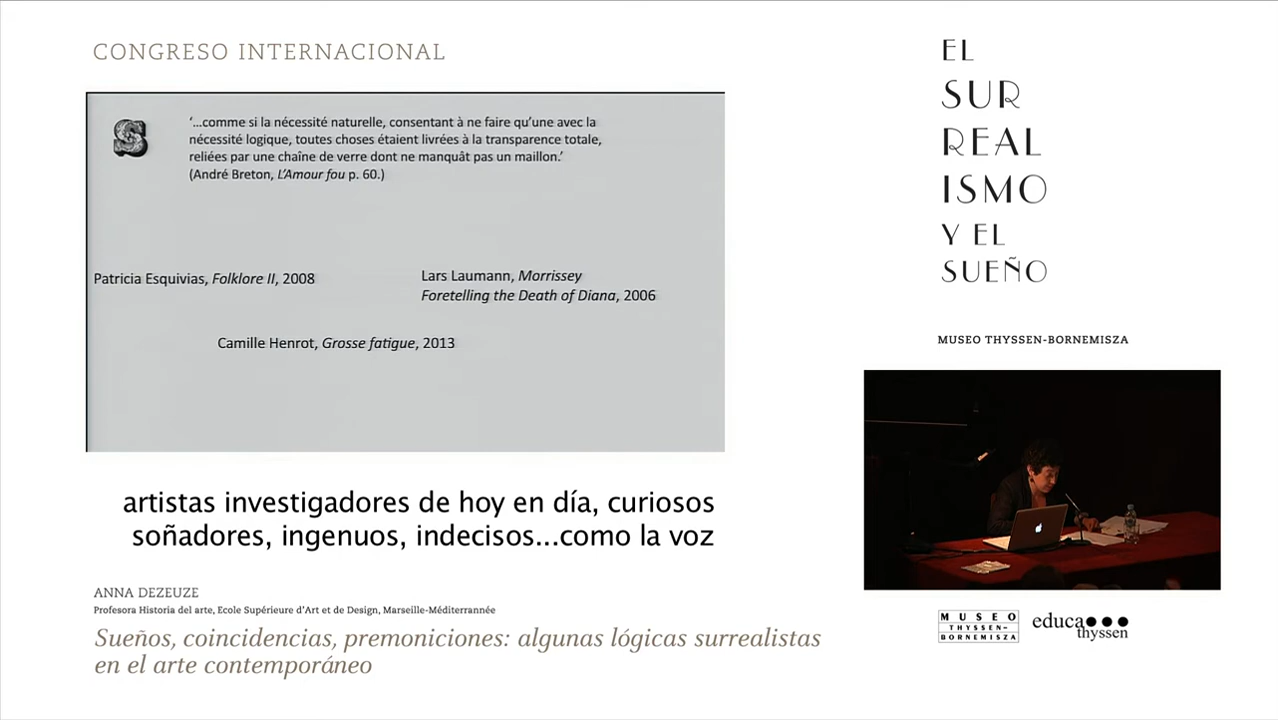 CONGRESO INTERNACIONAL
S
‘...comme si la nécessité naturelle, consentant à ne faire qu’une avec la
nécessité logique, toutes choses étaient livrées à la transparence totale,
reliées par une chaîne de verre dont ne manquât pas un maillon.’
(André Breton, L’Amour fou p. 60.)
Patricia Esquivias, Folklore II, 2008
Lars Laumann, Morrissey
Foretelling the Death of Diana, 2006
Camille Henrot, Grosse fatigue, 2013
artistas investigadores de hoy en día, curiosos
soñadores, ingenuos, indecisos...como la voz
ANNA DEZEUZE
Profesora Historia del arte, Ecole Supérieure d’Art et de Design, Marseille-Méditerrannée
Sueños, coincidencias, premoniciones: algunas lógicas surrealistas
en el arte contemporáneo
EL
SUR
REAL
ISMO
Y EL
SUEÑO
MUSEO THYSSEN-BORNEMISZA
MUSEO
THYSSEN-
BORNEMISZA
educa
thyssen